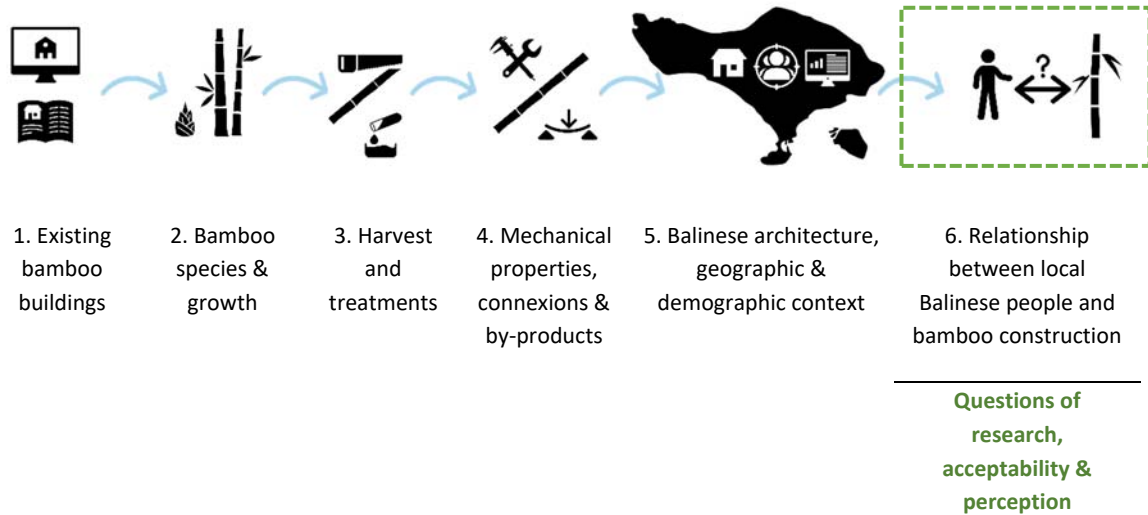 ?
1. Existing
bamboo
buildings
2. Bamboo
species &
growth
3. Harvest
and
treatments
4. Mechanical
properties,
connexions &
by-products
5. Balinese architecture,
geographic &
demographic context
6. Relationship
between local
Balinese people and
bamboo construction
Questions of
research,
acceptability &
perception